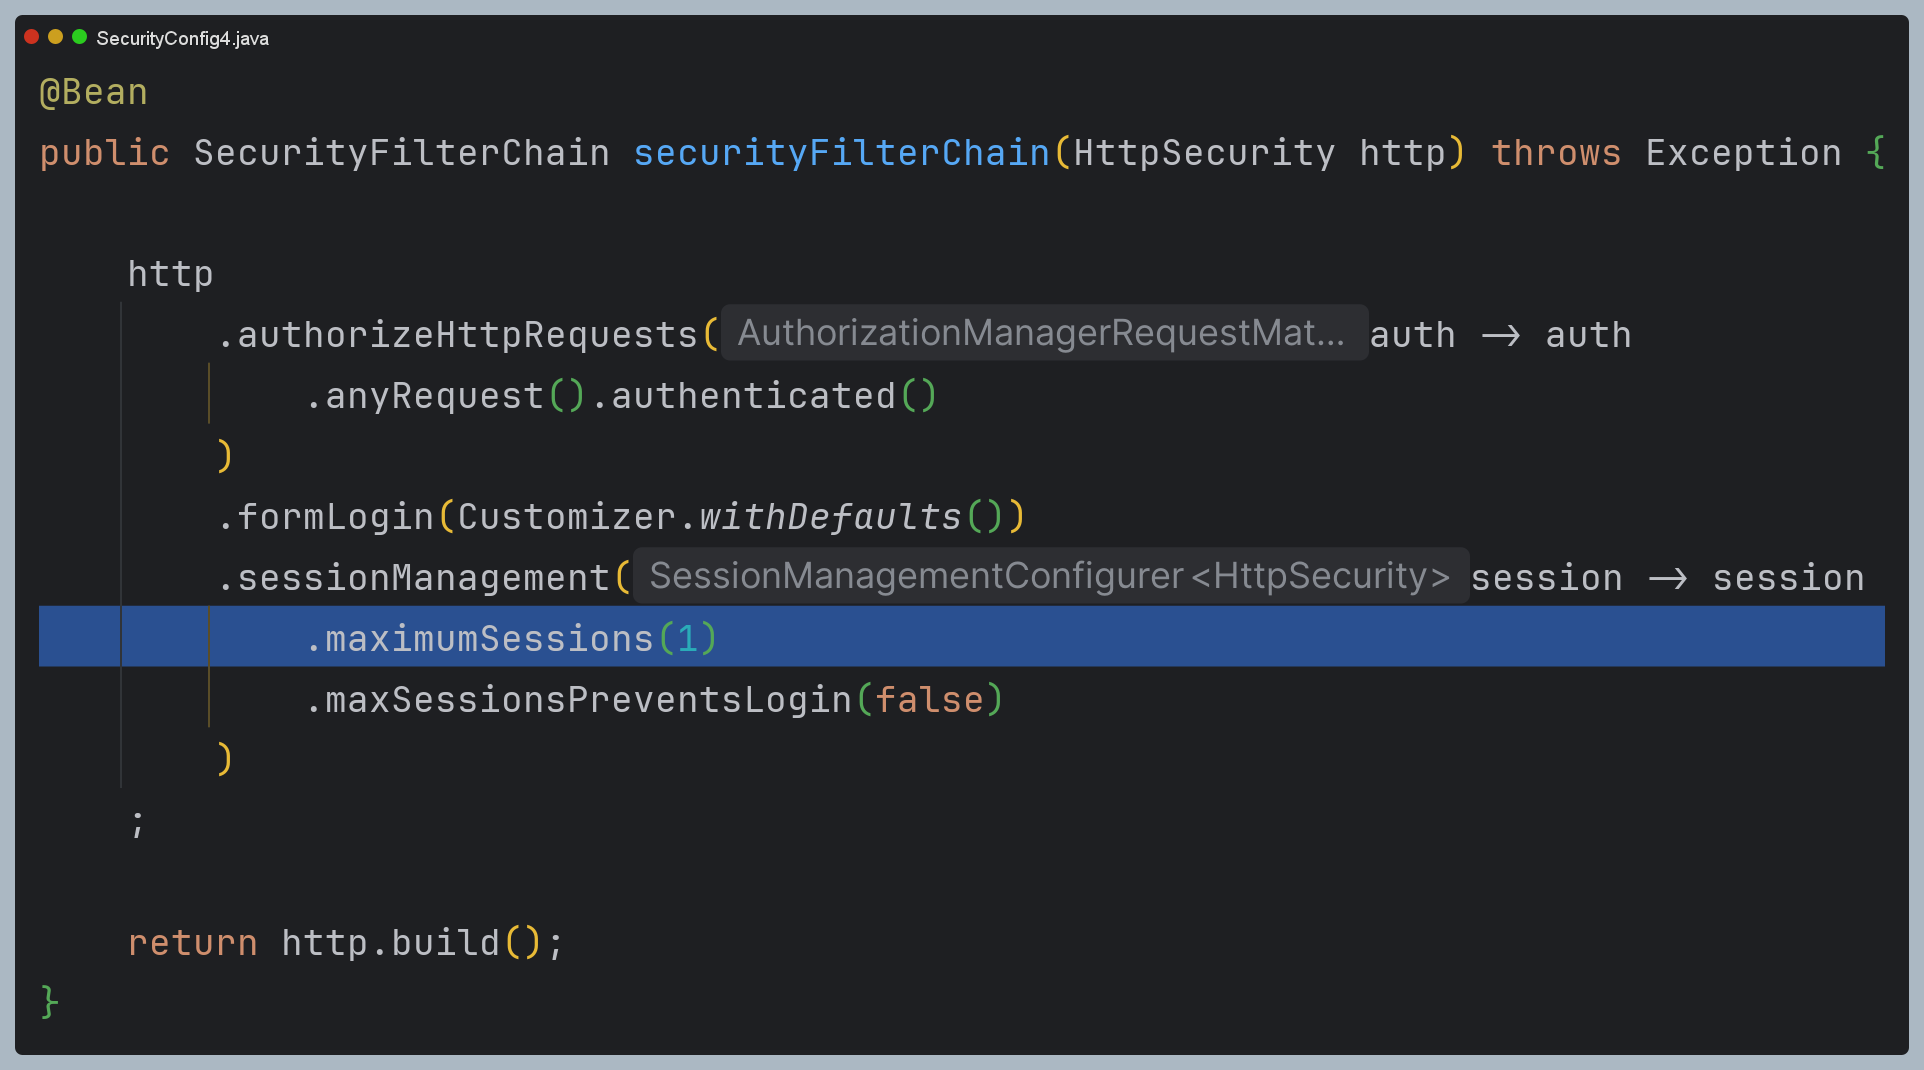 SecurityConfig4.java
@Bean
public SecurityFilterChain securityFilterChain(HttpSecurity http) throws Exception {
http
.authorizeHttpRequests( AuthorizationManagerRequestMat... auth -> auth
.anyRequest().authenticated()
)
.formLogin(Customizer.withDefaults())
.sessionManagement( SessionManagementConfigurer<HttpSecurity> session -> session
.maximumSessions(1)
.maxSessionsPreventsLogin(false)
)
;
return http.build();
}